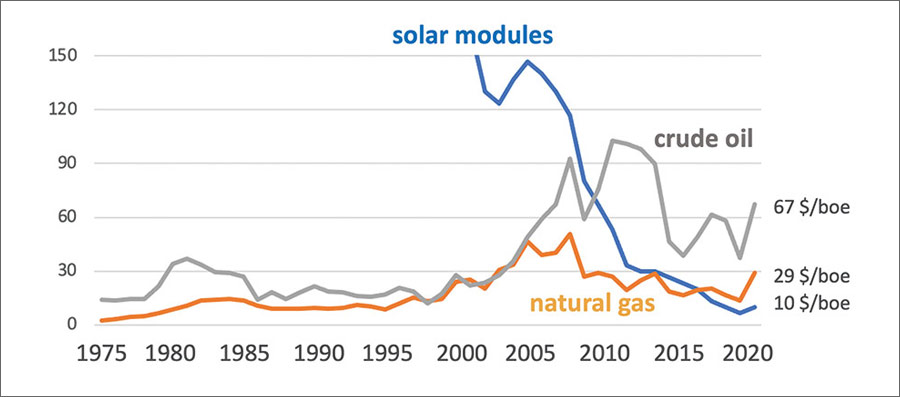 solar modules
150
120
90
60
30
0
crude oil
natural gas
67 $/boe
29 $/boe
10 $/boe
1975 1980 1985 1990 1995 2000 2005 2010 2015 2020